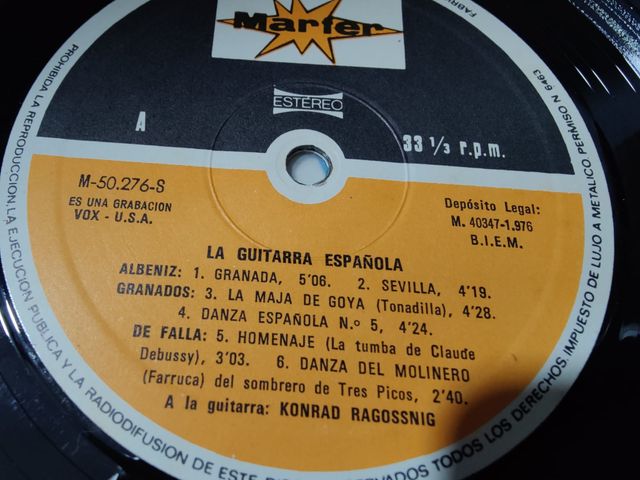 Marfer
ESTÉREO
A
33 1/3 r.p.m.
M-50.276-S
ES UNA GRABACION
VOX - U.S.A.
Depósito Legal:
M. 40347-1.976
B.I.E.M.
LA GUITARRA ESPAÑOLA
ALBENIZ: 1. GRANADA, 5'06. 2. SEVILLA, 4'19.
GRANADOS: 3. LA MAJA DE GOYA (Tonadilla), 4'28.
4. DANZA ESPAÑOLA N.º 5, 4'24.
DE FALLA: 5. HOMENAJE (La tumba de Claude
Debussy), 3'03. 6. DANZA DEL MOLINERO
(Farruca) del sombrero de Tres Picos, 2'40.
A la guitarra: KONRAD RAGOSSNIG
PROHIBIDA LA REPRODUCCION, LA EJECUCION PUBLICA Y LA RADIODIFUSION DE ESTE DISCO RESERVADOS TODOS LOS DERECHOS IMPUESTO DE LUJO A METALICO. PERMISO N 6463